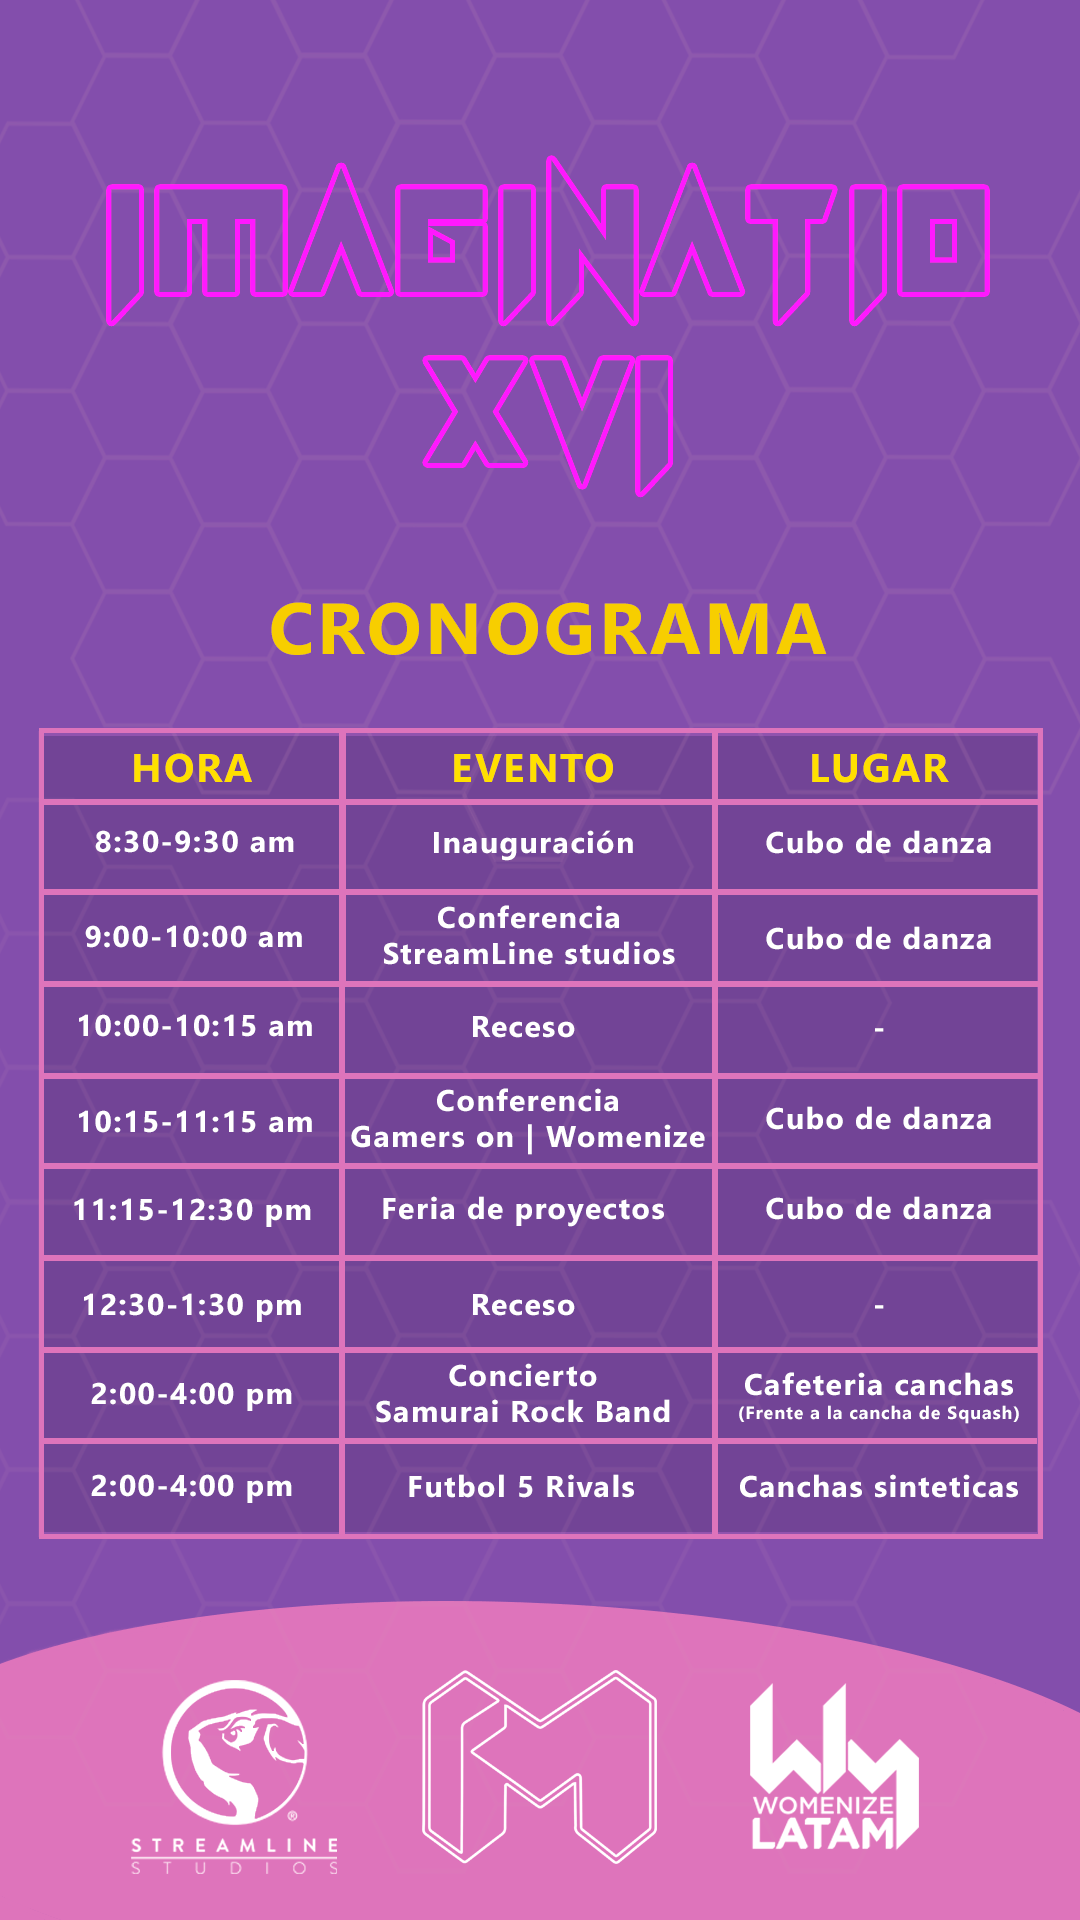 IMAGINATIO
XVI
CRONOGRAMA
HORA EVENTO LUGAR
8:30-9:30 am Inauguración Cubo de danza
9:00-10:00 am Conferencia StreamLine studios Cubo de danza
10:00-10:15 am Receso -
10:15-11:15 am Conferencia Gamers on | Womenize Cubo de danza
11:15-12:30 pm Feria de proyectos Cubo de danza
12:30-1:30 pm Receso -
2:00-4:00 pm Concierto Samurai Rock Band Cafeteria canchas (Frente a la cancha de Squash)
2:00-4:00 pm Futbol 5 Rivals Canchas sinteticas
®
STREAMLINE
STUDIOS
WOMENIZE
LATAM